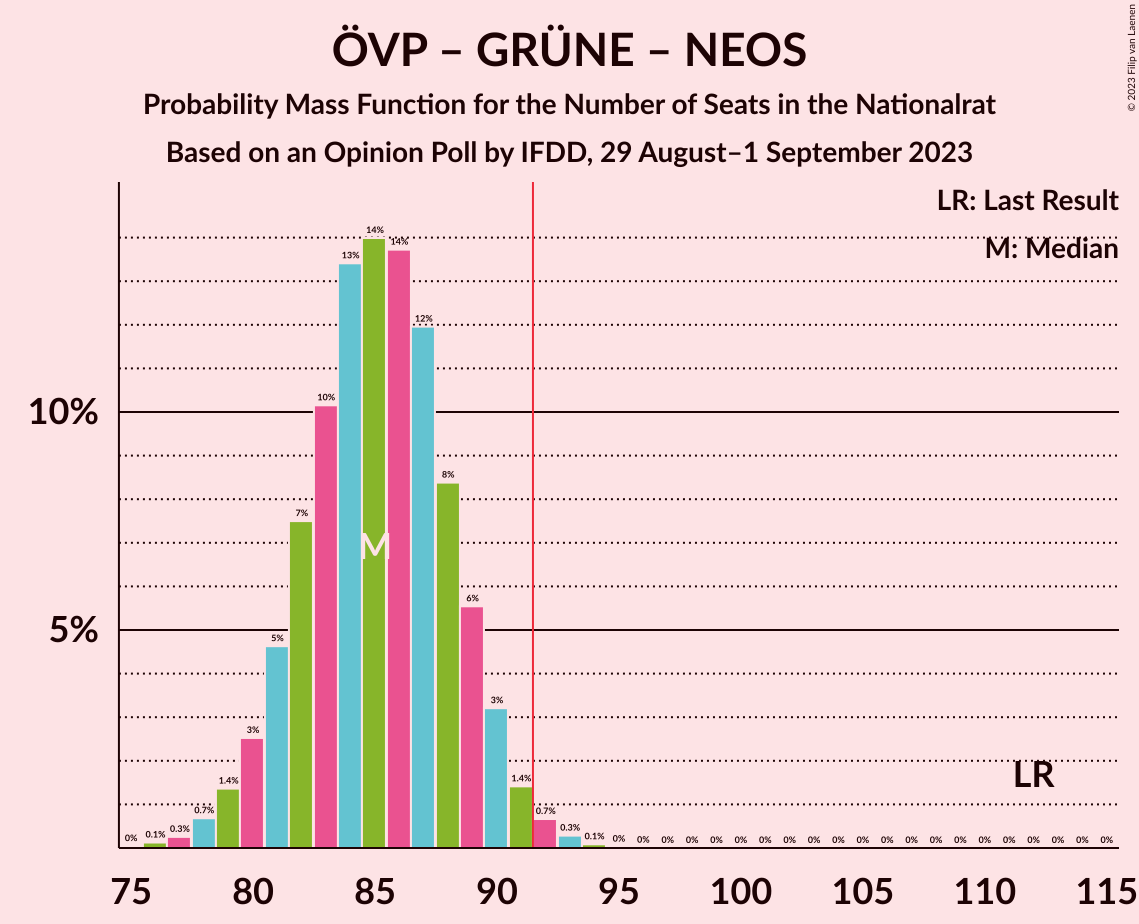 ÖVP – GRÜNE – NEOS
Probability Mass Function for the Number of Seats in the Nationalrat
Based on an Opinion Poll by IFDD, 29 August–1 September 2023
© 2023 Filip van Laenen
LR: Last Result
M: Median
10%
5%
0% 0.1% 0.3% 0.7% 1.4% 3% 5% 7% 10% 13% 14% 14% 12% 8% 6% 3% 1.4% 0.7% 0.3% 0.1% 0% 0% 0% 0% 0% 0% 0% 0% 0% 0% 0% 0% 0% 0% 0% 0% 0% 0% 0% 0% 0%
M
LR
75 80 85 90 95 100 105 110 115